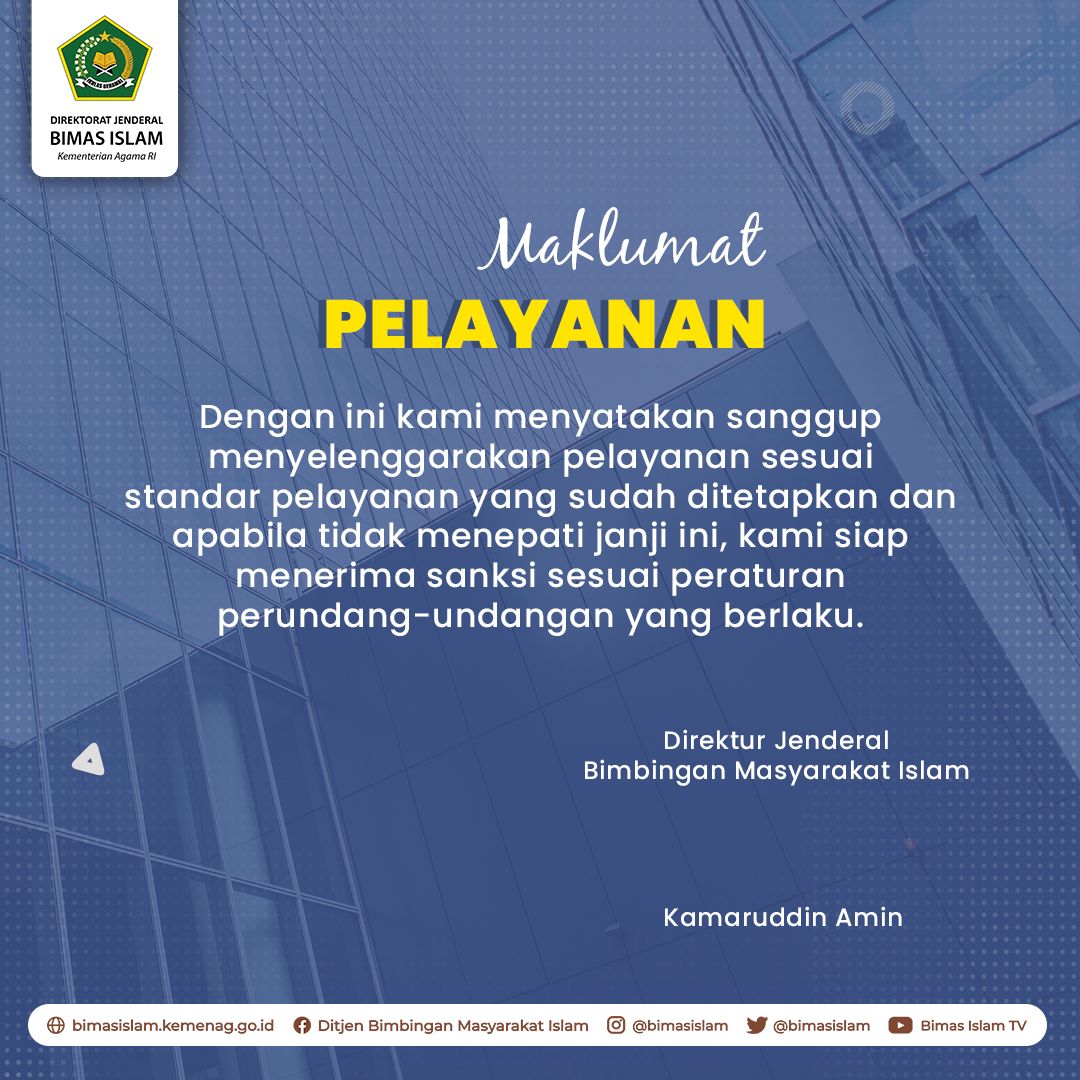 DIREKTORAT JENDERAL
BIMAS ISLAM
Kementerian Agama RI
Maklumat
PELAYANAN
Dengan ini kami menyatakan sanggup
menyelenggarakan pelayanan sesuai
standar pelayanan yang sudah ditetapkan dan
apabila tidak menepati janji ini, kami siap
menerima sanksi sesuai peraturan
perundang-undangan yang berlaku.
Direktur Jenderal
Bimbingan Masyarakat Islam
Kamaruddin Amin
bimasislam.kemenag.go.id Ditjen Bimbingan Masyarakat Islam @bimasislam @bimasislam Bimas Islam TV